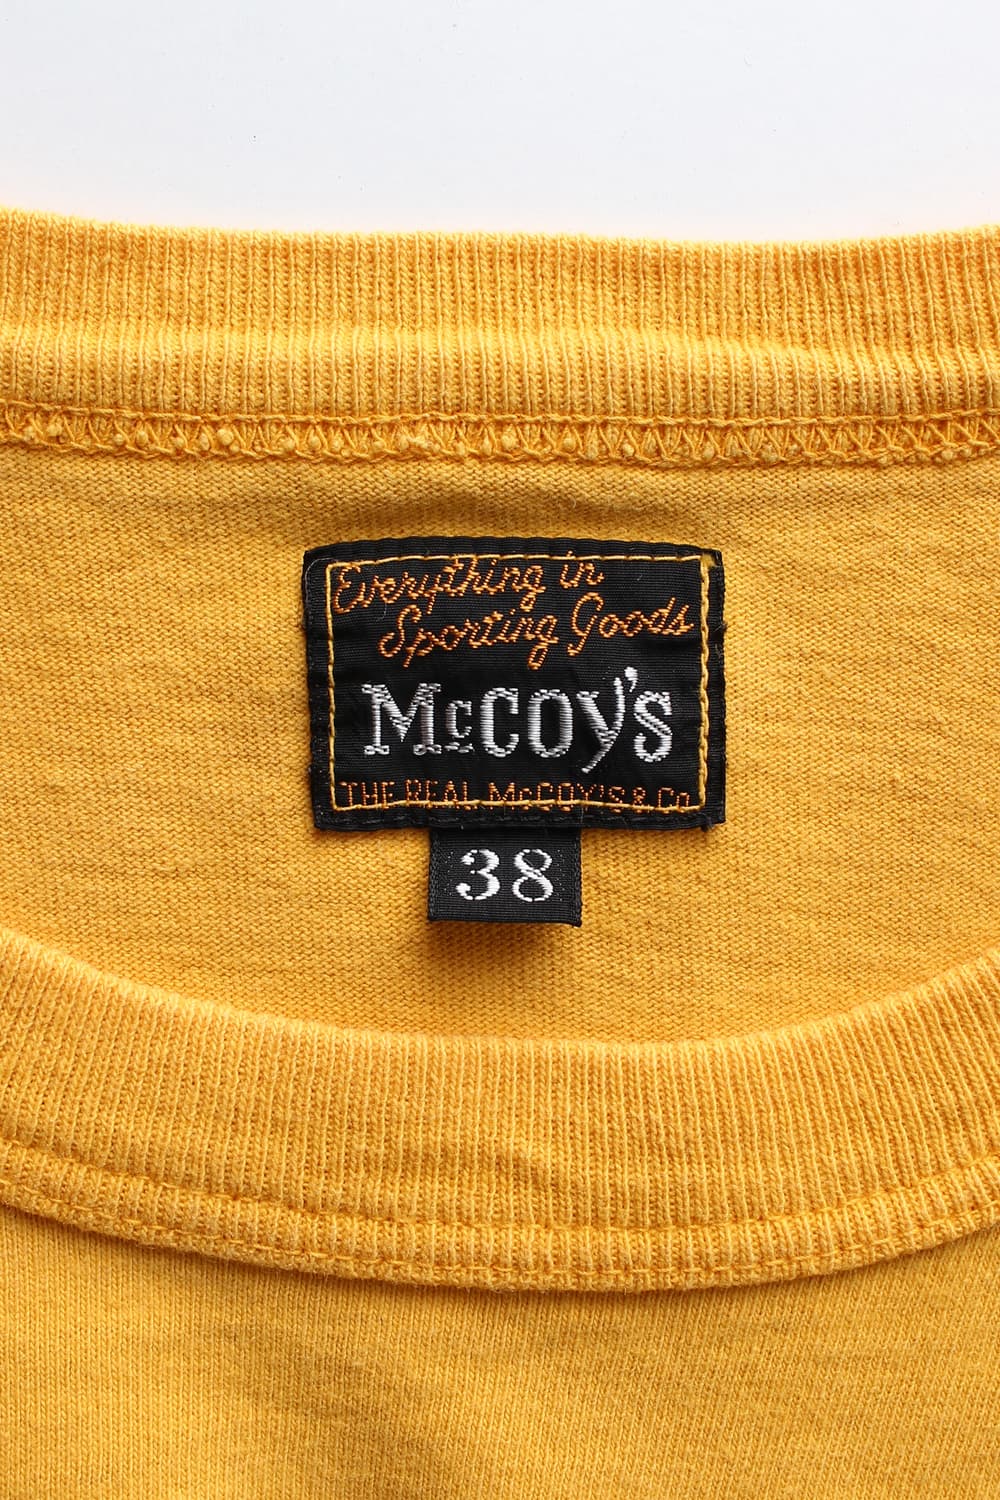 Everything in
Sporting Goods
McCOY'S
THE REAL McCOY'S & Co
38